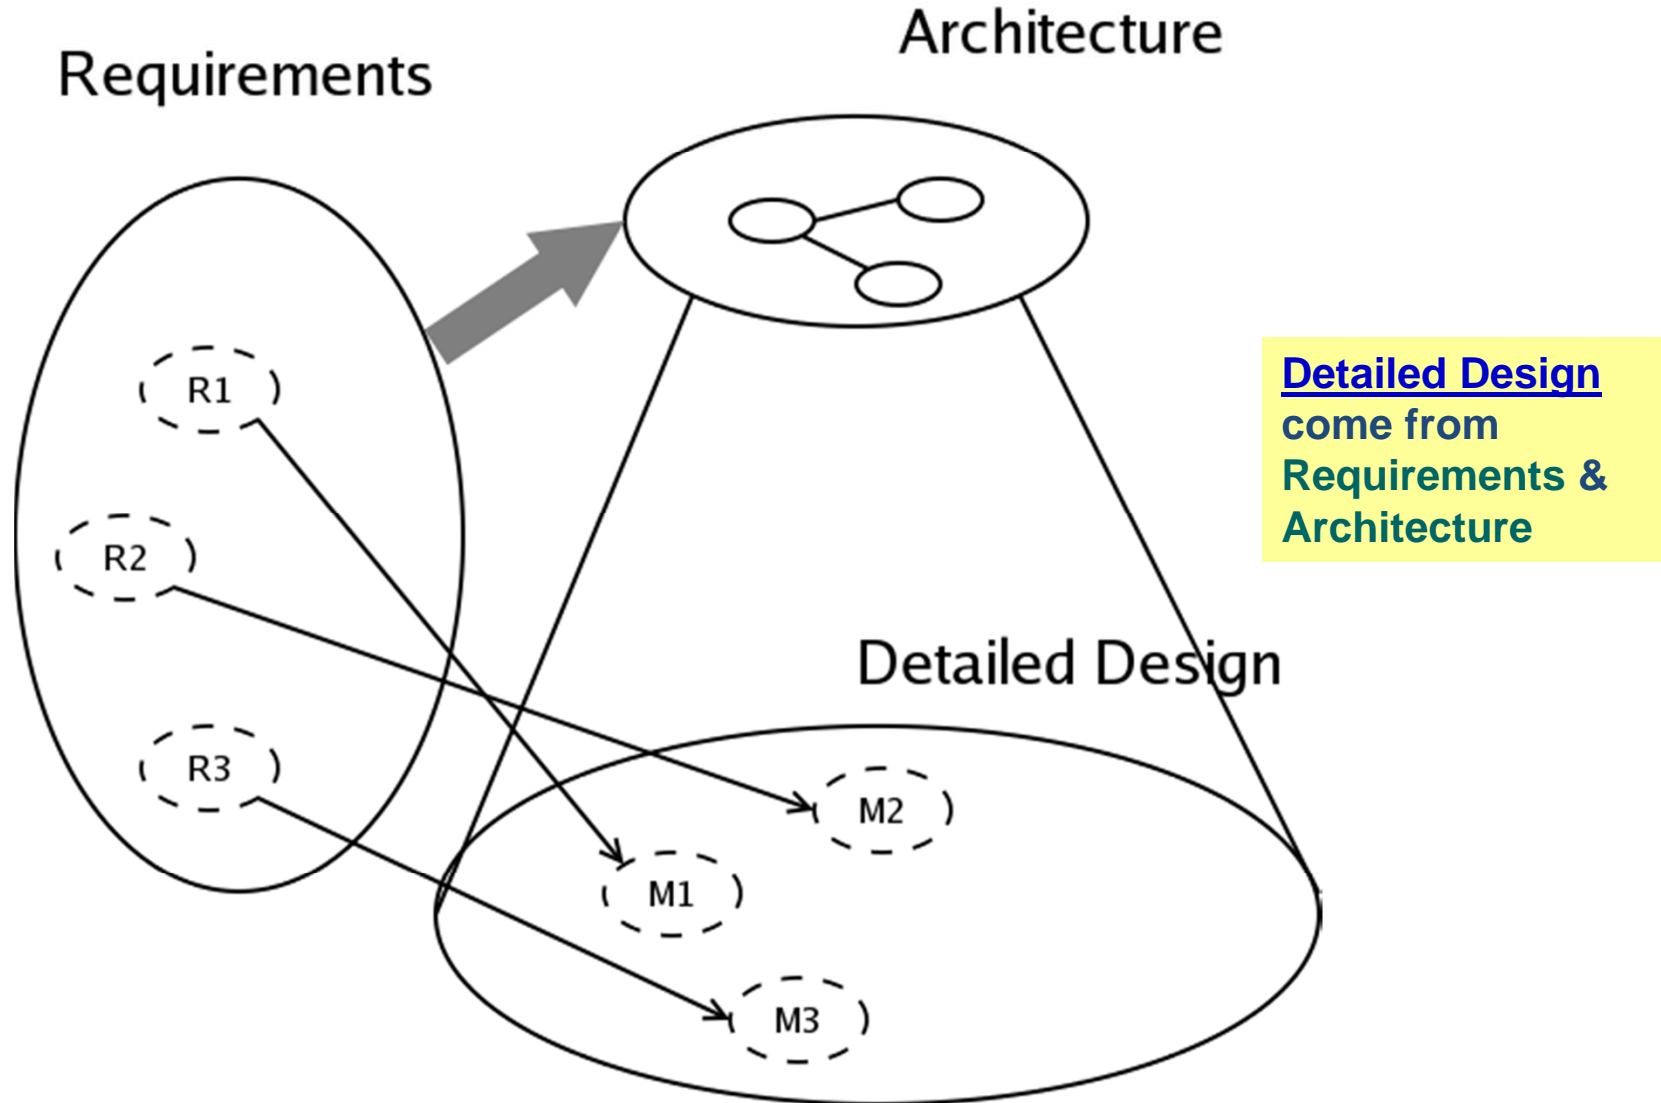 Architecture
Requirements
R1
R2
R3
Detailed Design
come from
Requirements &
Architecture
Detailed Design
M2
M1
M3